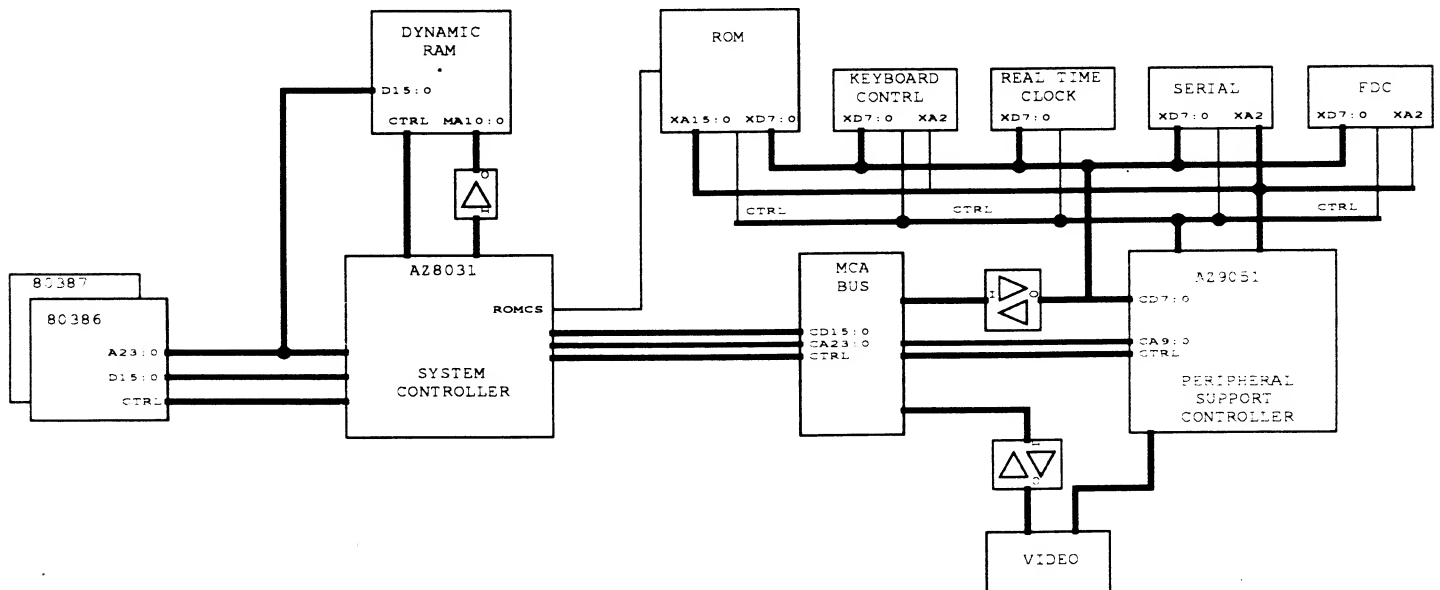 DYNAMIC
RAM
D15:0
CTRL MA10:0
O
I
ROM
XA15:0 XD7:0
KEYBOARD
CONTRL
XD7:0 XA2
REAL TIME
CLOCK
XD7:0
SERIAL
XD7:0 XA2
FDC
XD7:0 XA2
CTRL
CTRL
CTRL
80387
80386
A23:0
D15:0
CTRL
AZ8031
ROMCS
SYSTEM
CONTROLLER
MCA
BUS
CD15:0
CA23:0
CTRL
I
O
AZ9051
CD7:0
CA9:0
CTRL
PERIPHERAL
SUPPORT
CONTROLLER
I
O
VIDEO